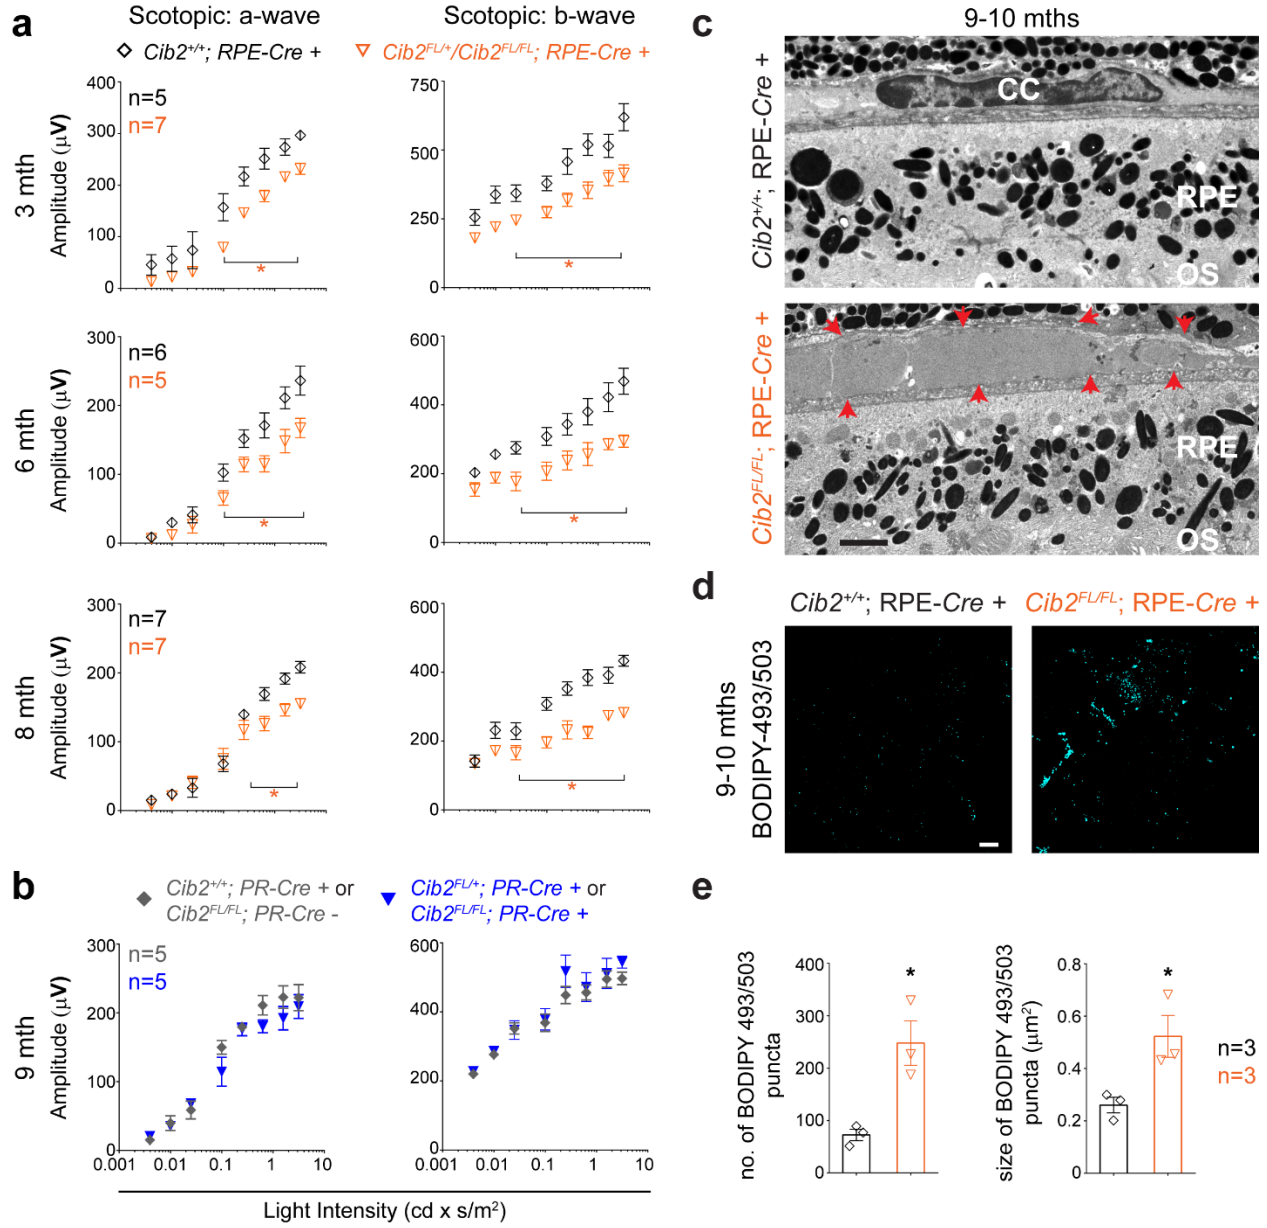 a
Scotopic: a-wave
Scotopic: b-wave
Cib2+/+; RPE-Cre +
Cib2FL/+/Cib2FL/FL; RPE-Cre +
3 mth
Amplitude (µV)
400
300
200
100
0
n=5
n=7
*
750
500
250
0
*
6 mth
Amplitude (µV)
300
200
100
0
n=6
n=5
*
600
400
200
0
*
8 mth
Amplitude (µV)
300
200
100
0
n=7
n=7
*
600
400
200
0
*
b
Cib2+/+; PR-Cre + or
Cib2FL/FL; PR-Cre -
Cib2FL/+; PR-Cre + or
Cib2FL/FL; PR-Cre +
9 mth
Amplitude (µV)
300
200
100
0
n=5
n=5
0.001 0.01 0.1 1 10
600
400
200
0
0.001 0.01 0.1 1 10
Light Intensity (cd x s/m²)
c
9-10 mths
Cib2+/+; RPE-Cre +
CC
RPE
OS
Cib2FL/FL; RPE-Cre +
RPE
OS
d
Cib2+/+; RPE-Cre +
Cib2FL/FL; RPE-Cre +
9-10 mths
BODIPY-493/503
e
no. of BODIPY 493/503
puncta
400
300
200
100
0
*
size of BODIPY 493/503
puncta (µm²)
0.8
0.6
0.4
0.2
0
*
n=3
n=3